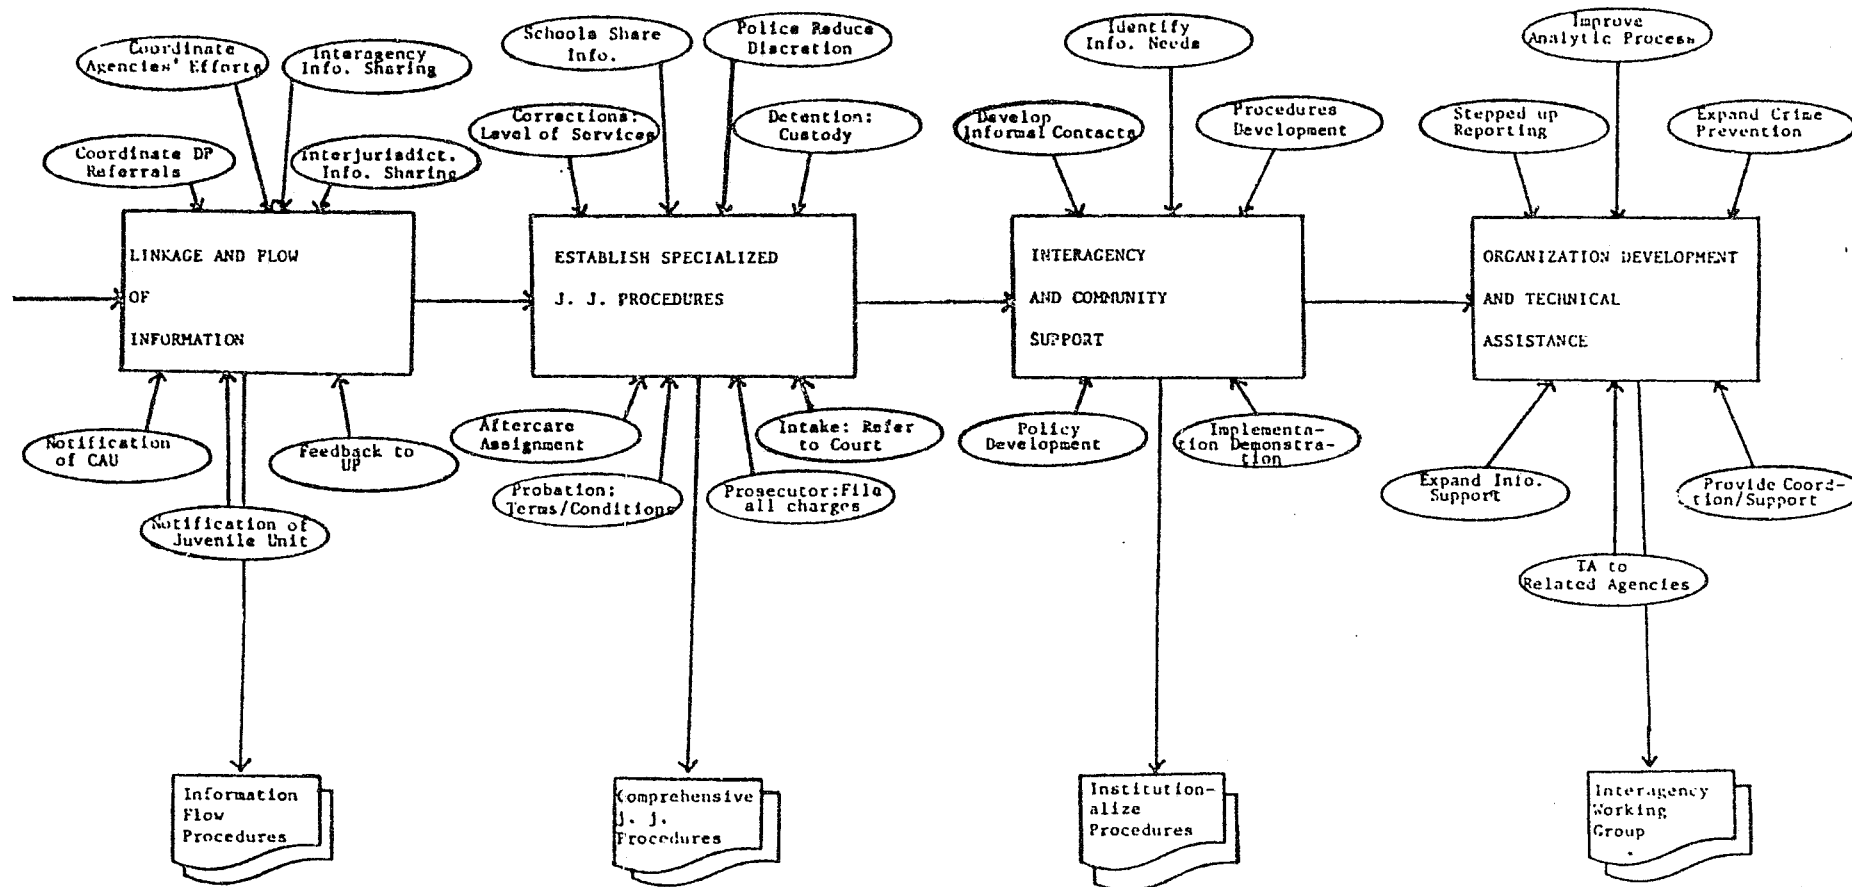 Coordinate
Agencies' Efforts
Interagency
Info. Sharing
Coordinate DP
Referrals
Interjurisdict.
Info. Sharing
LINKAGE AND FLOW
OF
INFORMATION
Notification
of CAU
Feedback to
UP
Notification of
Juvenile Unit
Information
Flow
Procedures
Schools Share
Info.
Police Reduce
Discretion
Corrections:
Level of Services
Detention:
Custody
ESTABLISH SPECIALIZED
J. J. PROCEDURES
Aftercare
Assignment
Intake: Refer
to Court
Probation:
Terms/Conditions
Prosecutor:File
all charges
Comprehensive
j. j.
Procedures
Identify
Info. Needs
Develop
Informal Contacts
Procedures
Development
INTERAGENCY
AND COMMUNITY
SUPPORT
Policy
Development
Implementa-
tion Demonstra-
tion
Institution-
alize
Procedures
Improve
Analytic Process
Stepped up
Reporting
Expand Crime
Prevention
ORGANIZATION DEVELOPMENT
AND TECHNICAL
ASSISTANCE
Expand Info.
Support
Provide Coord-
tion/Support
TA to
Related Agencies
Interagency
Working
Group